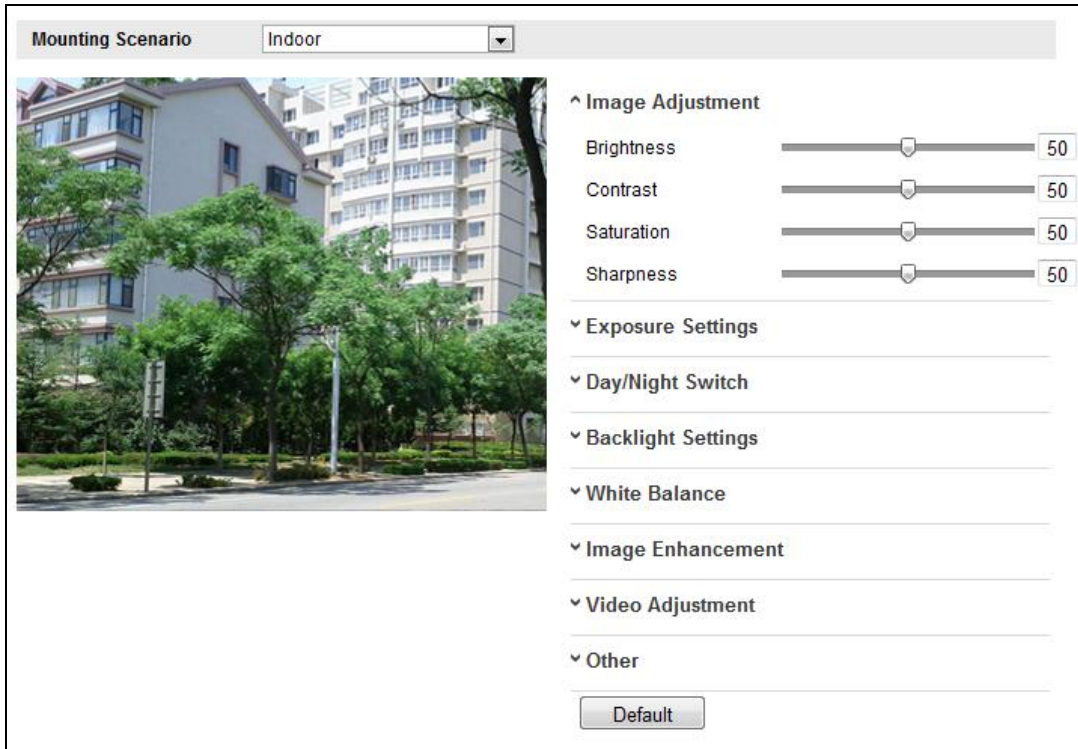 Mounting Scenario Indoor
Image Adjustment
Brightness 50
Contrast 50
Saturation 50
Sharpness 50
Exposure Settings
Day/Night Switch
Backlight Settings
White Balance
Image Enhancement
Video Adjustment
Other
Default